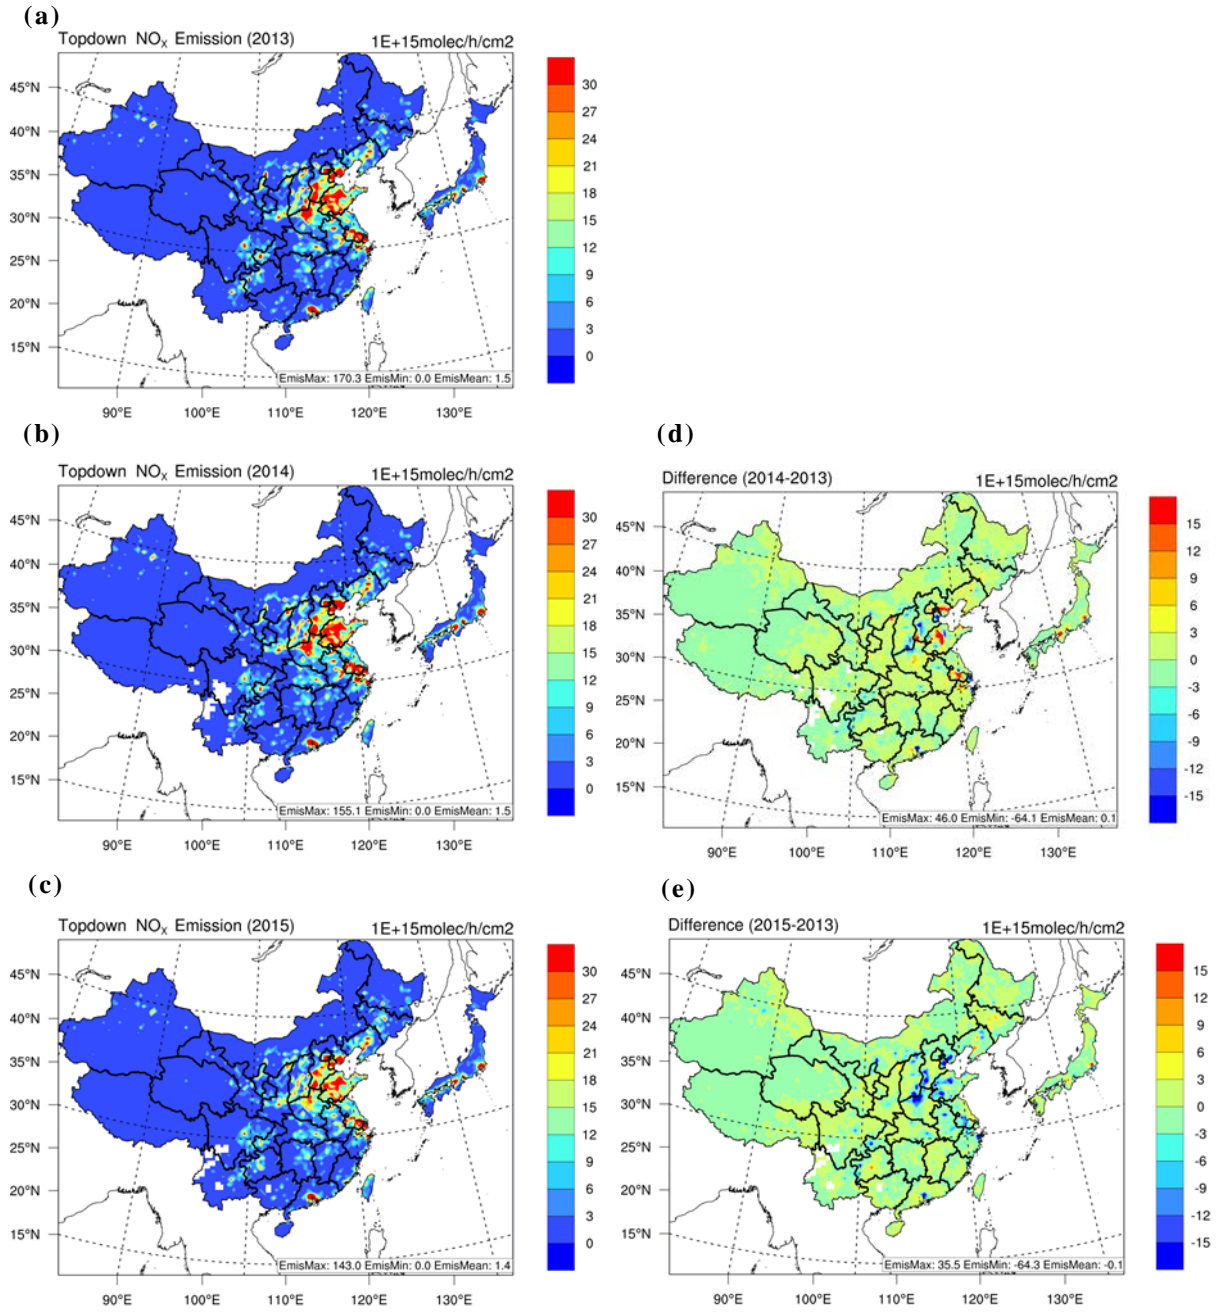 (a)
Topdown NOx Emission (2013) 1E+15molec/h/cm2
45°N
40°N
35°N
30°N
25°N
20°N
15°N
30
27
24
21
18
15
12
9
6
3
0
EmisMax: 170.3 EmisMin: 0.0 EmisMean: 1.5
90°E 100°E 110°E 120°E 130°E
(b)
Topdown NOx Emission (2014) 1E+15molec/h/cm2
45°N
40°N
35°N
30°N
25°N
20°N
15°N
30
27
24
21
18
15
12
9
6
3
0
EmisMax: 155.1 EmisMin: 0.0 EmisMean: 1.5
90°E 100°E 110°E 120°E 130°E
(d)
Difference (2014-2013) 1E+15molec/h/cm2
45°N
40°N
35°N
30°N
25°N
20°N
15°N
15
12
9
6
3
0
-3
-6
-9
-12
-15
EmisMax: 46.0 EmisMin: -64.1 EmisMean: 0.1
90°E 100°E 110°E 120°E 130°E
(c)
Topdown NOx Emission (2015) 1E+15molec/h/cm2
45°N
40°N
35°N
30°N
25°N
20°N
15°N
30
27
24
21
18
15
12
9
6
3
0
EmisMax: 143.0 EmisMin: 0.0 EmisMean: 1.4
90°E 100°E 110°E 120°E 130°E
(e)
Difference (2015-2013) 1E+15molec/h/cm2
45°N
40°N
35°N
30°N
25°N
20°N
15°N
15
12
9
6
3
0
-3
-6
-9
-12
-15
EmisMax: 35.5 EmisMin: -64.3 EmisMean: -0.1
90°E 100°E 110°E 120°E 130°E